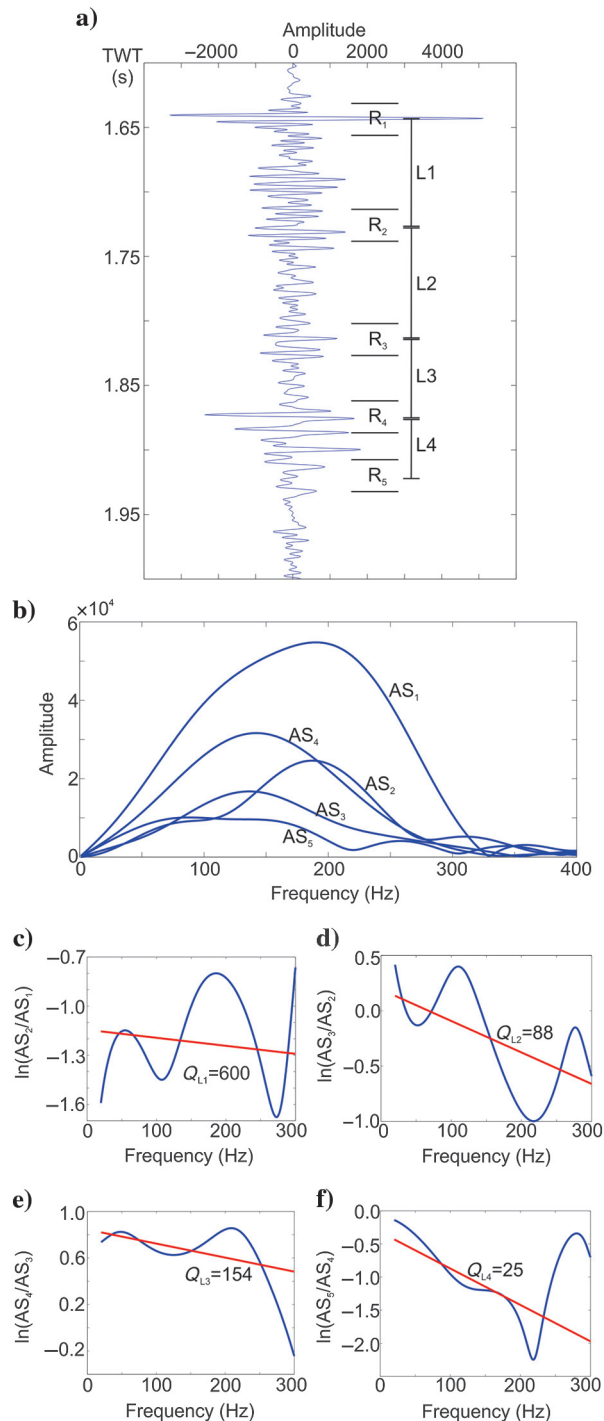 a)
Amplitude
TWT
(s)
−2000 0 2000 4000
1.65
1.75
1.85
1.95
R₁
R₂
R₃
R₄
R₅
L1
L2
L3
L4
b)
×10⁴
6
4
2
0
Amplitude
AS₁
AS₄
AS₂
AS₃
AS₅
0 100 200 300 400
Frequency (Hz)
c)
ln(AS₂/AS₁)
−0.7
−1.0
−1.3
−1.6
Q_L1=600
0 100 200 300
Frequency (Hz)
d)
ln(AS₃/AS₂)
0.5
0.0
−0.5
−1.0
Q_L2=88
0 100 200 300
Frequency (Hz)
e)
ln(AS₄/AS₃)
1.0
0.6
0.2
−0.2
Q_L3=154
0 100 200 300
Frequency (Hz)
f)
ln(AS₅/AS₄)
0.0
−0.5
−1.0
−1.5
−2.0
Q_L4=25
0 100 200 300
Frequency (Hz)